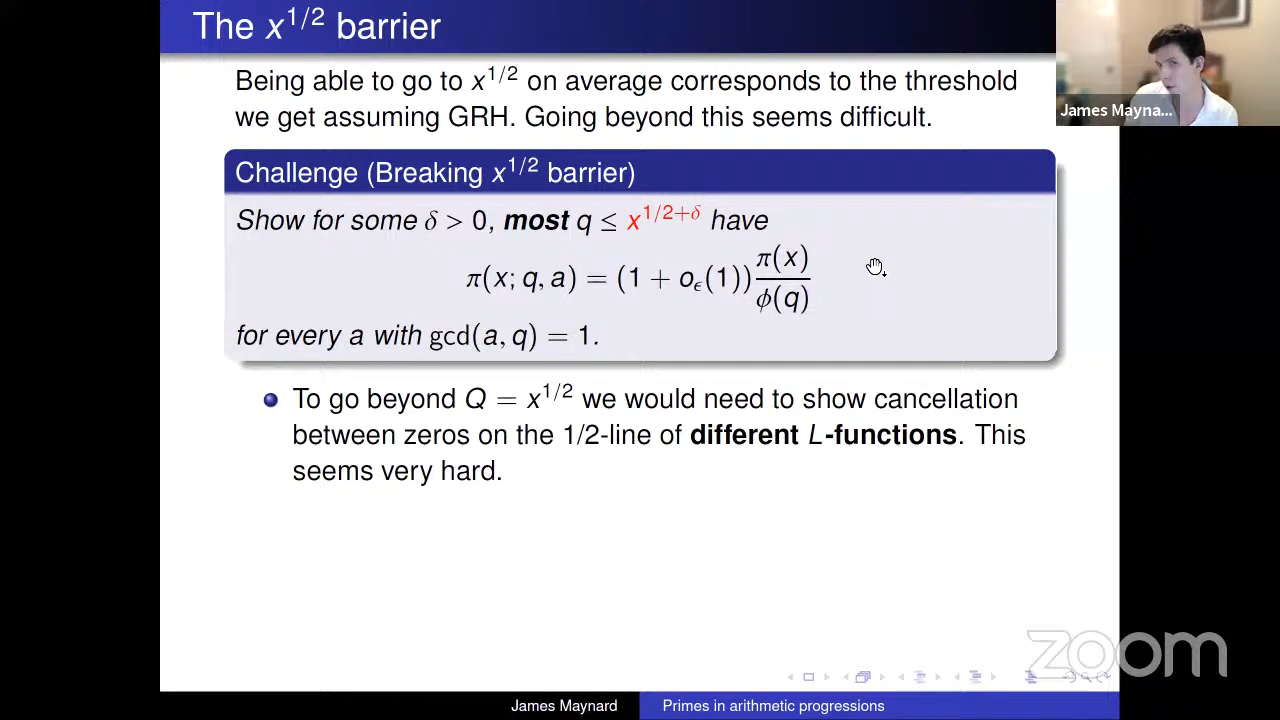 The x^{1/2} barrier
Being able to go to x^{1/2} on average corresponds to the threshold
we get assuming GRH. Going beyond this seems difficult.
James Mayna...
Challenge (Breaking x^{1/2} barrier)
Show for some δ > 0, most q ≤ x^{1/2+δ} have
π(x; q, a) = (1 + o_ϵ(1)) π(x)/ϕ(q)
for every a with gcd(a, q) = 1.
To go beyond Q = x^{1/2} we would need to show cancellation
between zeros on the 1/2-line of different L-functions. This
seems very hard.
zoom
James Maynard
Primes in arithmetic progressions